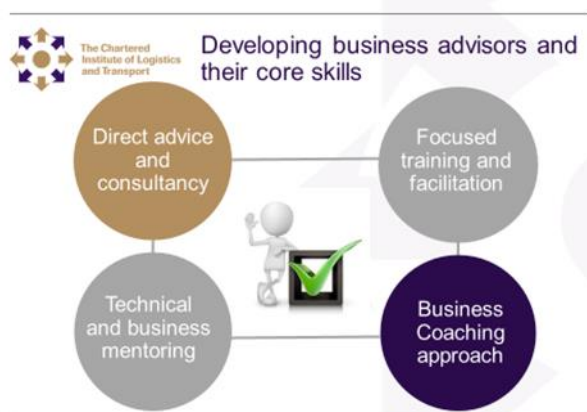 The Chartered
Institute of Logistics
and Transport
Developing business advisors and
their core skills
Direct advice
and
consultancy
Focused
training and
facilitation
Technical
and business
mentoring
Business
Coaching
approach